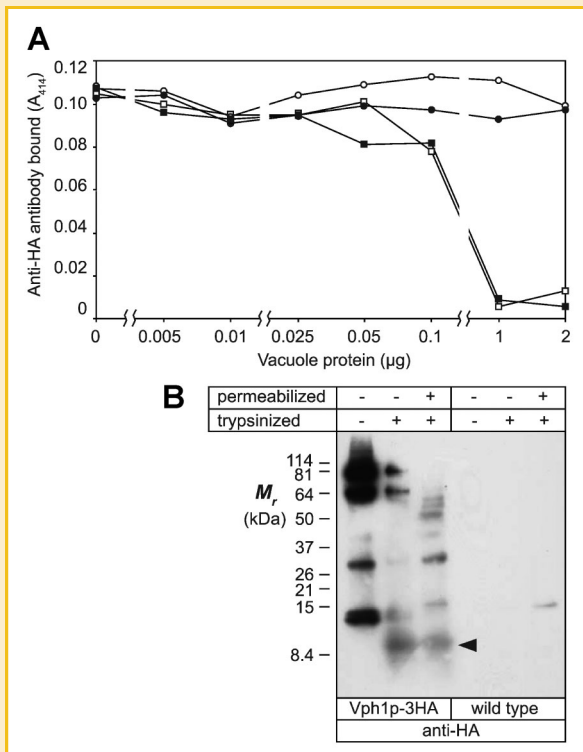 A
Anti-HA antibody bound (A414)
0.12
0.10
0.08
0.06
0.04
0.02
0
0 0.005 0.01 0.025 0.05 0.1 1 2
Vacuole protein (µg)
B
permeabilized - - + - - +
trypsinized - + + - + +
Mr
(kDa)
114
81
64
50
37
26
21
15
8.4
Vph1p-3HA wild type
anti-HA